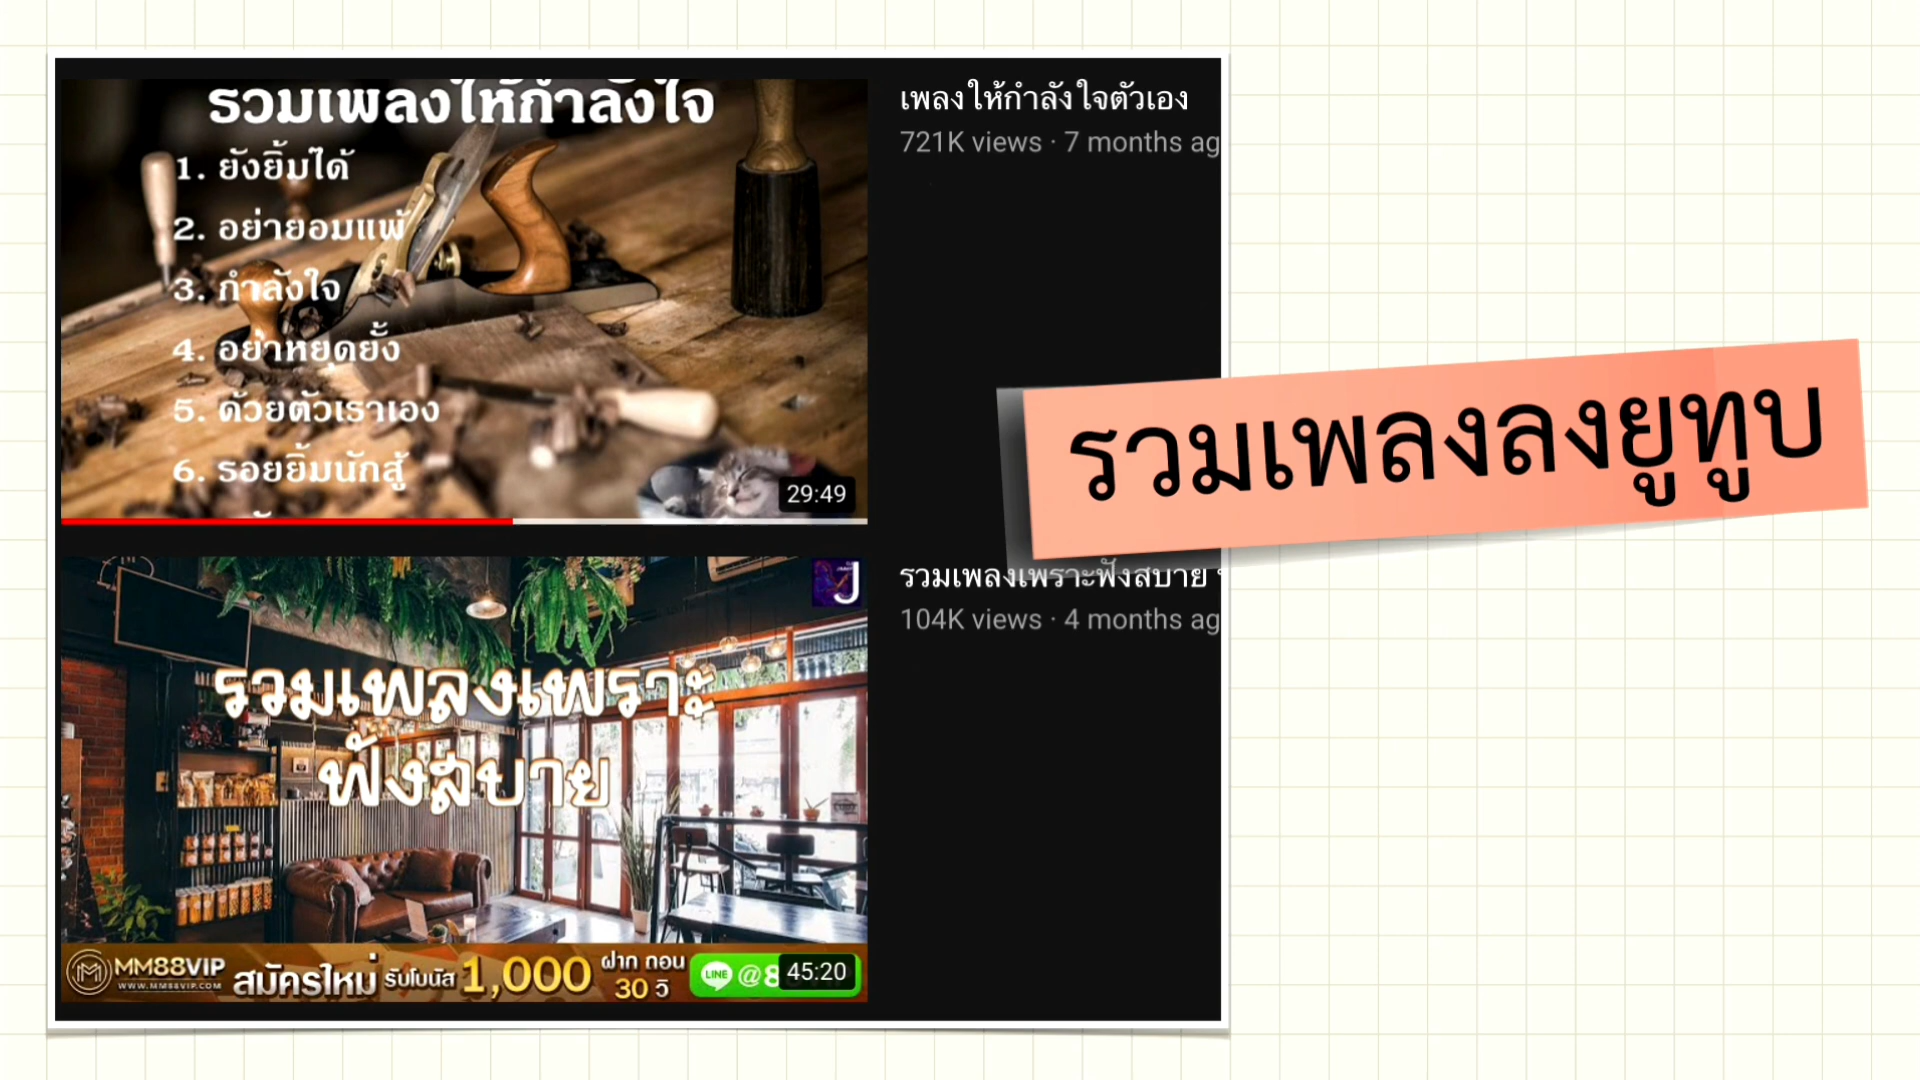 รวมเพลงให้กำลังใจ
1. ยังยิ้มได้
2. อย่ายอมแพ้
3. กำลังใจ
4. อย่าหยุดยั้ง
5. ด้วยตัวเราเอง
6. รอยยิ้มนักสู้
29:49
เพลงให้กำลังใจตัวเอง
721K views · 7 months ag
รวมเพลงลงยูทูบ
รวมเพลงเพราะฟังสบาย
104K views · 4 months ag
J
รวมเพลงเพราะ
ฟังสบาย
MM88VIP
WWW.MM88VIP.COM
สมัครใหม่ รับโบนัส 1,000
ฝาก ถอน
30 วิ
LINE @8
45:20